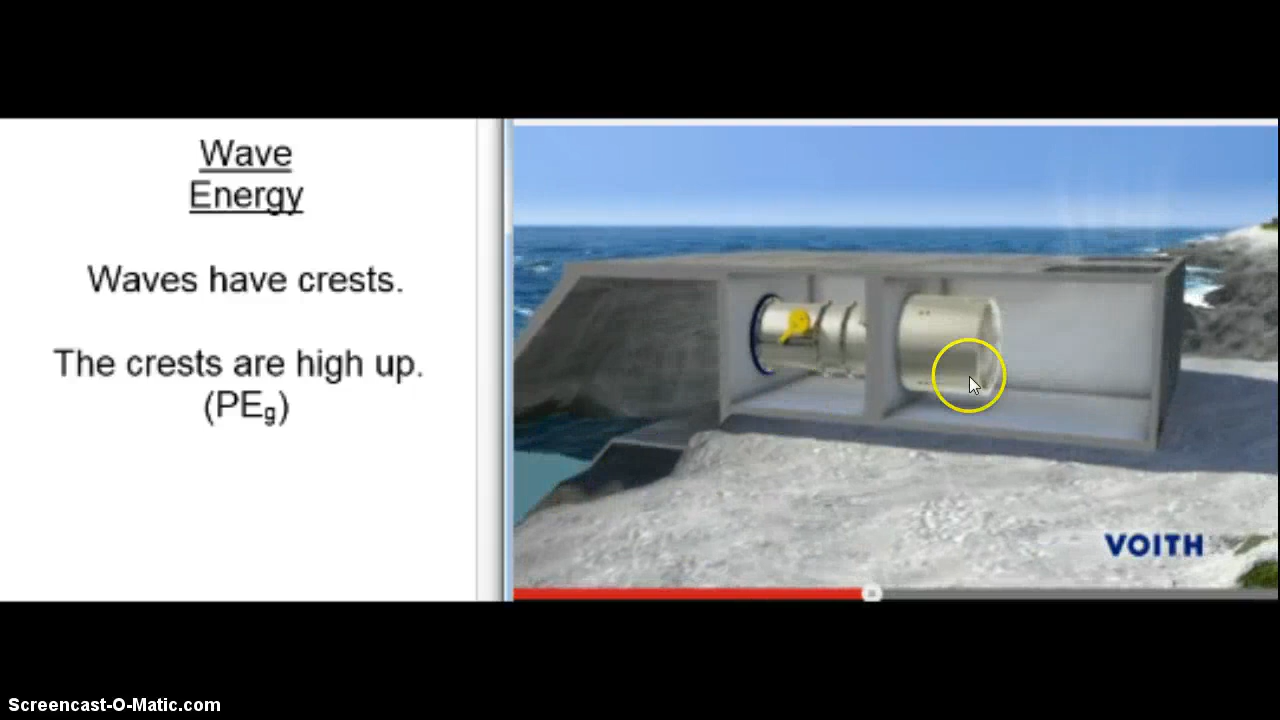 Wave
Energy
Waves have crests.
The crests are high up.
(PEg)
VOITH
Screencast-O-Matic.com